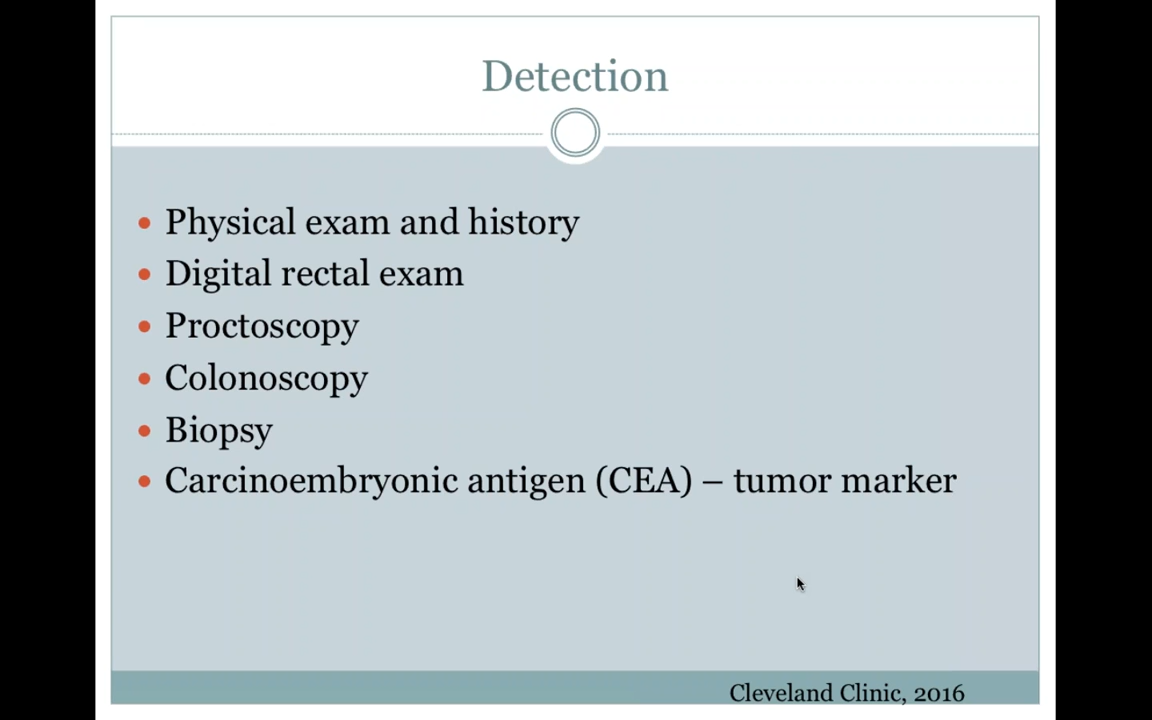 Detection
Physical exam and history
Digital rectal exam
Proctoscopy
Colonoscopy
Biopsy
Carcinoembryonic antigen (CEA) – tumor marker
Cleveland Clinic, 2016